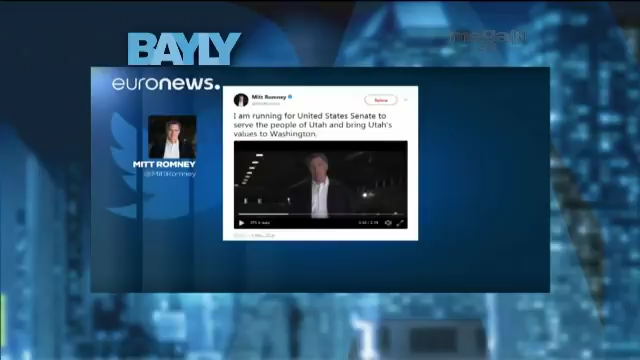 BAYLY
euronews.
Mitt Romney
@MittRomney
Follow
I am running for United States Senate to
serve the people of Utah and bring Utah's
values to Washington.
MITT ROMNEY
@MittRomney